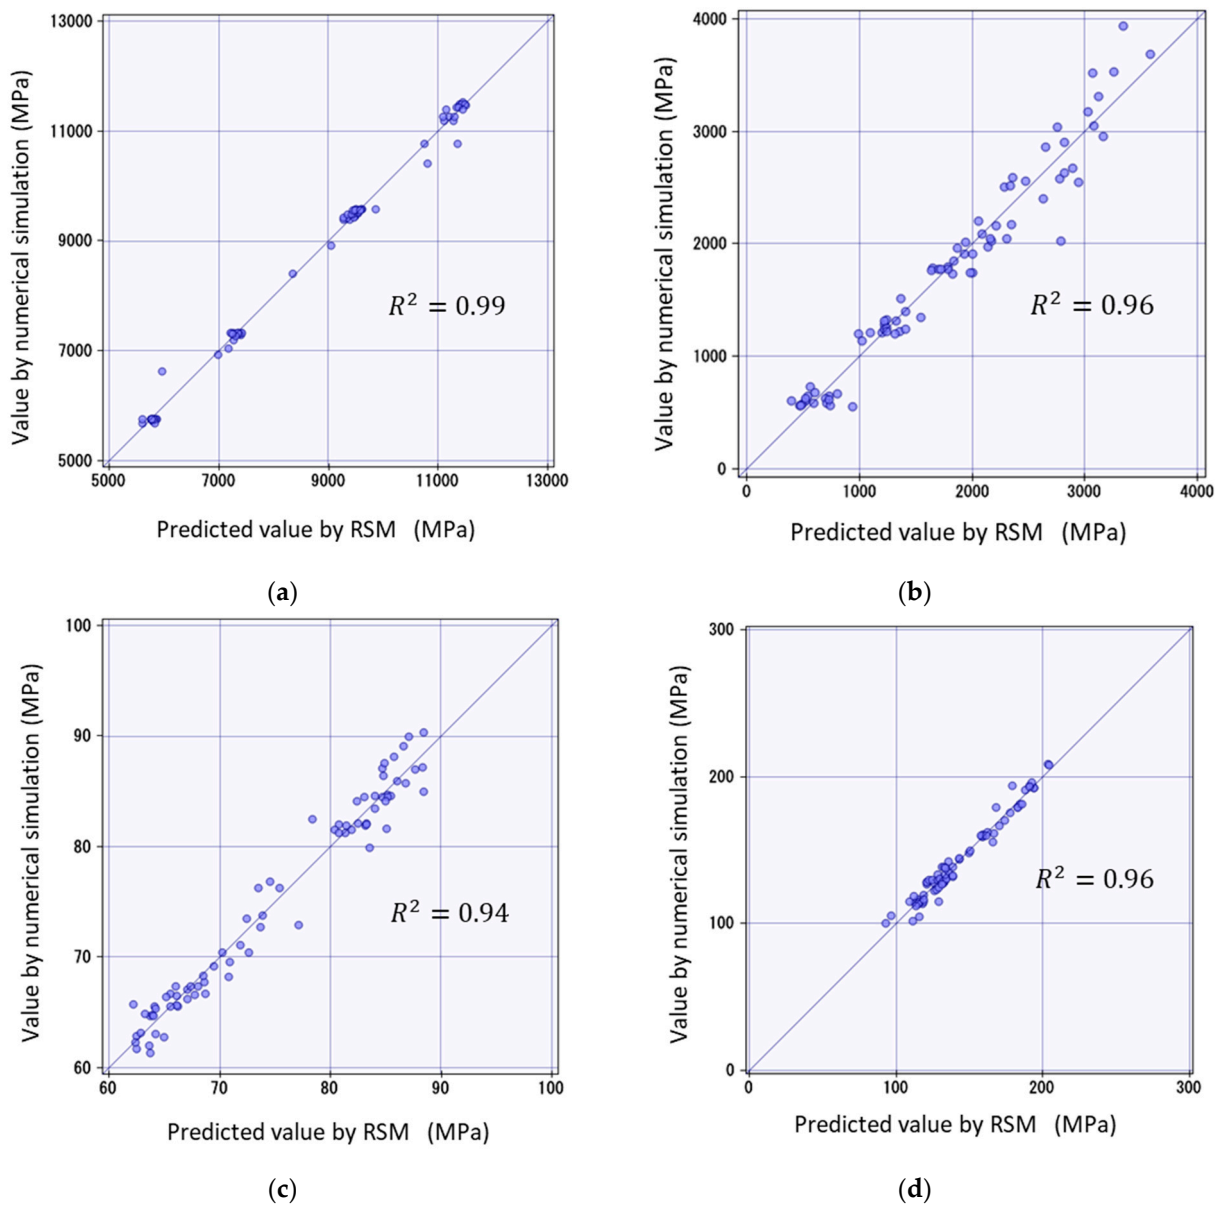 13000
11000
9000
7000
5000
Value by numerical simulation (MPa)
R² = 0.99
5000 7000 9000 11000 13000
Predicted value by RSM (MPa)
(a)
4000
3000
2000
1000
0
Value by numerical simulation (MPa)
R² = 0.96
0 1000 2000 3000 4000
Predicted value by RSM (MPa)
(b)
100
90
80
70
60
Value by numerical simulation (MPa)
R² = 0.94
60 70 80 90 100
Predicted value by RSM (MPa)
(c)
300
200
100
0
Value by numerical simulation (MPa)
R² = 0.96
0 100 200 300
Predicted value by RSM (MPa)
(d)